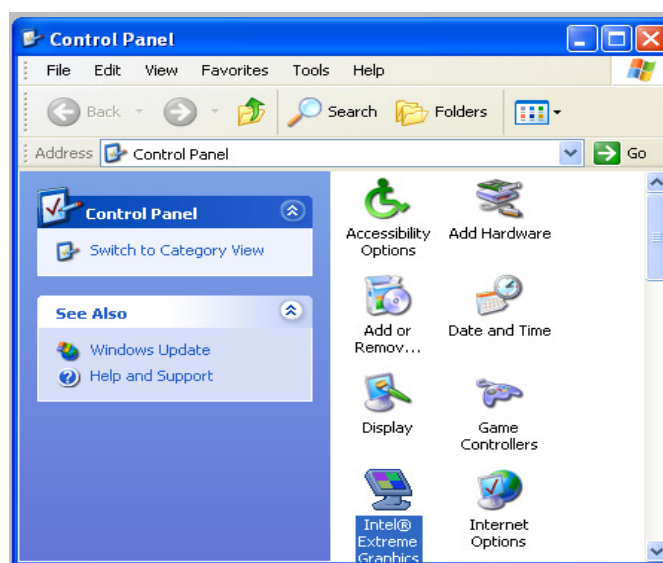 Control Panel
File Edit View Favorites Tools Help
Back Search Folders
Address Control Panel Go
Control Panel
Switch to Category View
See Also
Windows Update
Help and Support
Accessibility
Options
Add Hardware
Add or
Remov...
Date and Time
Display
Game
Controllers
Intel®
Extreme
Graphics
Internet
Options